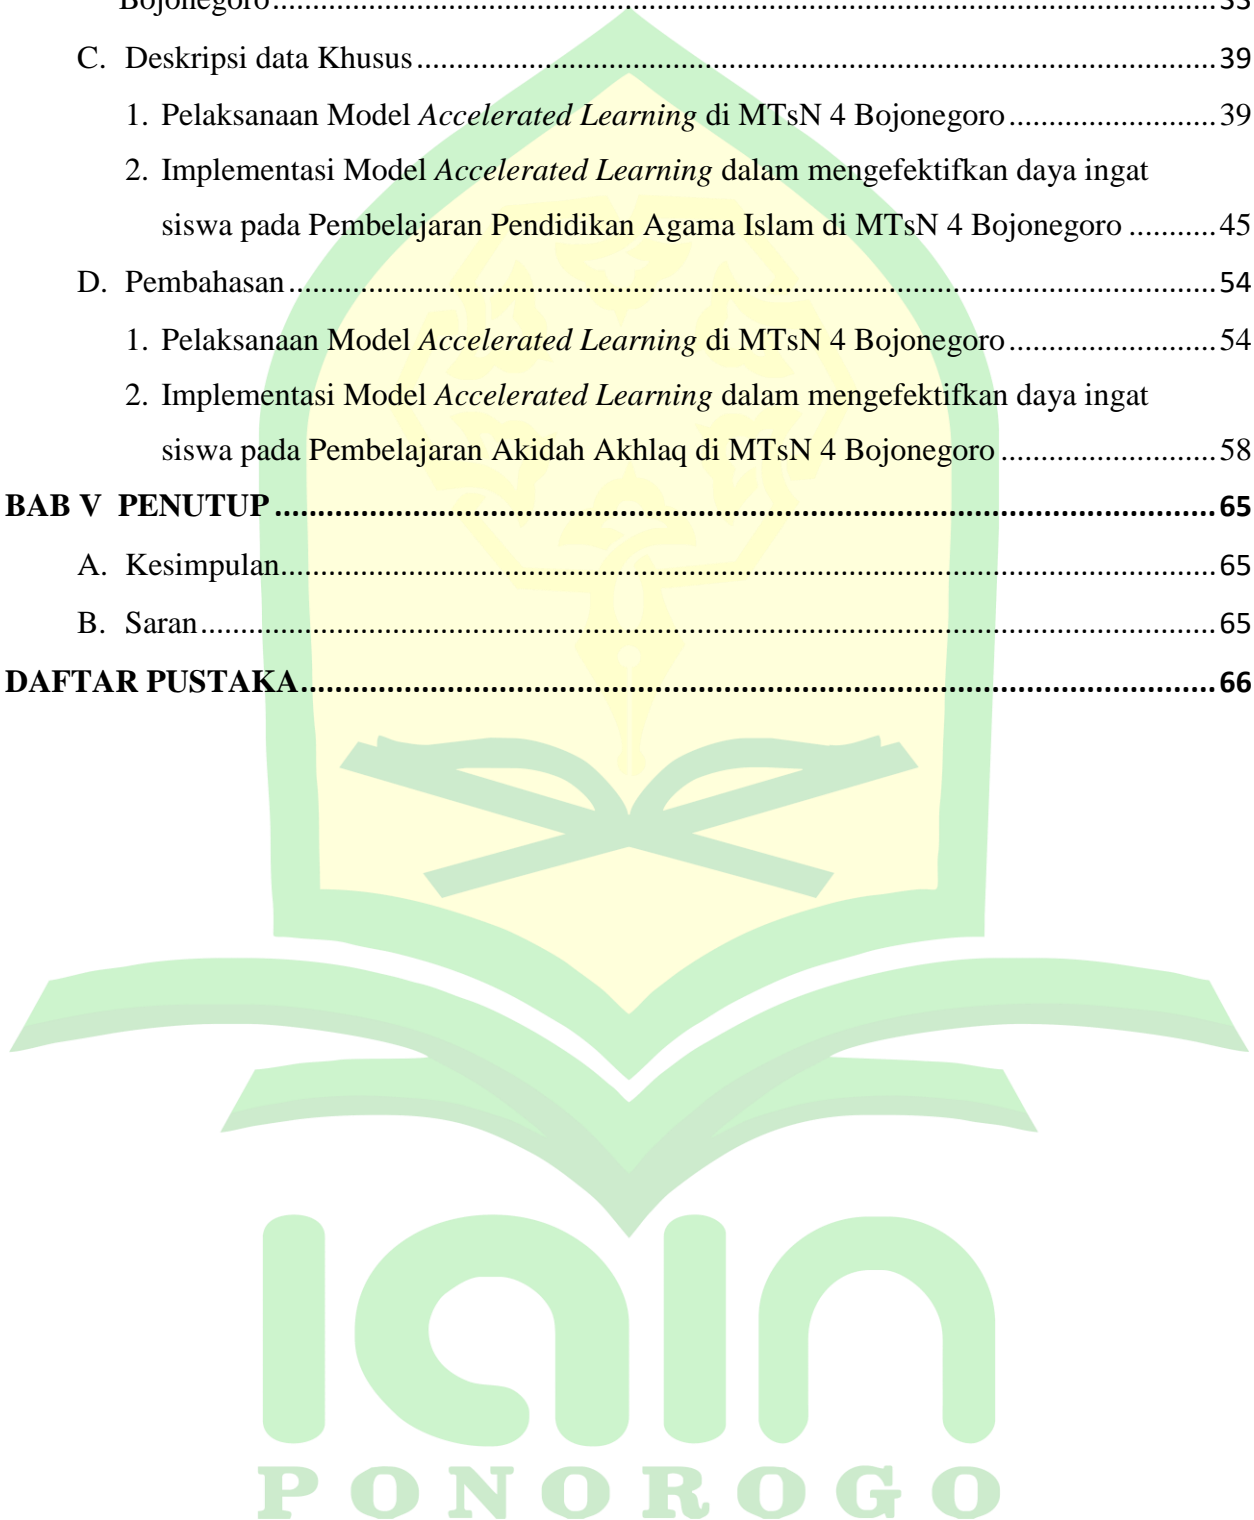 Bojonegoro........................................................................................................................33
C. Deskripsi data Khusus.....................................................................................................39
1. Pelaksanaan Model Accelerated Learning di MTsN 4 Bojonegoro..........................39
2. Implementasi Model Accelerated Learning dalam mengefektifkan daya ingat
siswa pada Pembelajaran Pendidikan Agama Islam di MTsN 4 Bojonegoro...........45
D. Pembahasan.....................................................................................................................54
1. Pelaksanaan Model Accelerated Learning di MTsN 4 Bojonegoro..........................54
2. Implementasi Model Accelerated Learning dalam mengefektifkan daya ingat
siswa pada Pembelajaran Akidah Akhlaq di MTsN 4 Bojonegoro...........................58
BAB V PENUTUP...................................................................................................................65
A. Kesimpulan......................................................................................................................65
B. Saran................................................................................................................................65
DAFTAR PUSTAKA...............................................................................................................66
iain
PONOROGO